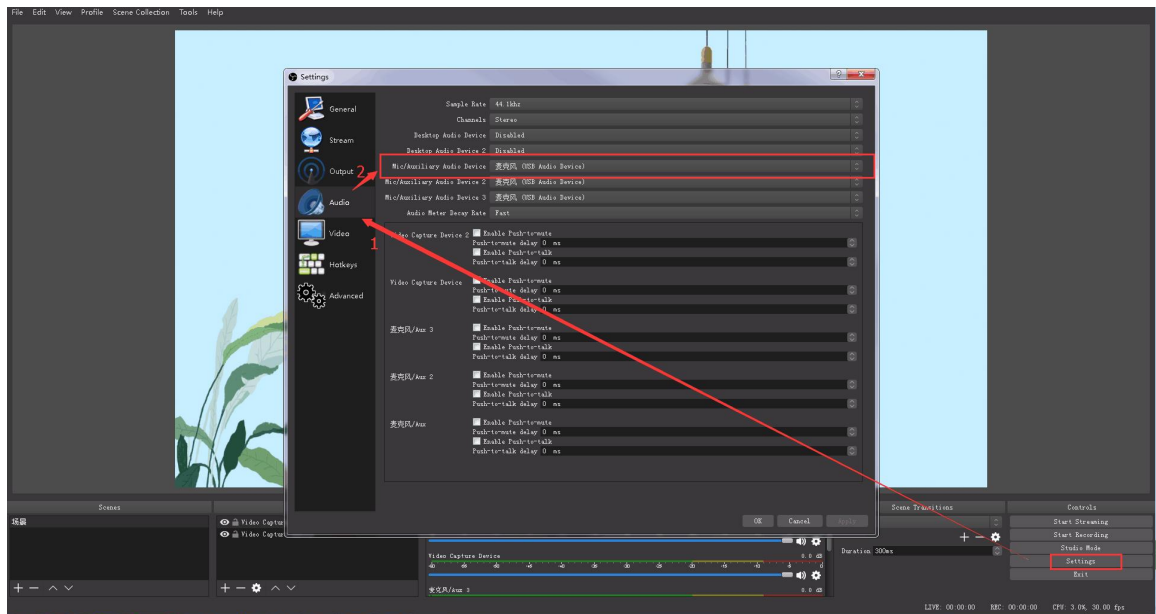 File Edit View Profile Scene Collection Tools Help
Settings
General
Stream
Output
Audio
Video
Hotkeys
Advanced
2
1
Sample Rate 44.1khz
Channels Stereo
Desktop Audio Device Disabled
Desktop Audio Device 2 Disabled
Mic/Auxiliary Audio Device 麦克风 (USB Audio Device)
Mic/Auxiliary Audio Device 2 麦克风 (USB Audio Device)
Mic/Auxiliary Audio Device 3 麦克风 (USB Audio Device)
Audio Meter Decay Rate Fast
Video Capture Device 2 Enable Push-to-mute
Push-to-mute delay 0 ms
Enable Push-to-talk
Push-to-talk delay 0 ms
Video Capture Device Enable Push-to-mute
Push-to-mute delay 0 ms
Enable Push-to-talk
Push-to-talk delay 0 ms
麦克风/Aux 3 Enable Push-to-mute
Push-to-mute delay 0 ms
Enable Push-to-talk
Push-to-talk delay 0 ms
麦克风/Aux 2 Enable Push-to-mute
Push-to-mute delay 0 ms
Enable Push-to-talk
Push-to-talk delay 0 ms
麦克风/Aux Enable Push-to-mute
Push-to-mute delay 0 ms
Enable Push-to-talk
Push-to-talk delay 0 ms
OK Cancel Apply
Scenes
场景
Video Captur
Video Captur
Video Capture Device 0.0 dB
麦克风/Aux 3 0.0 dB
Scene Transitions
Duration 300ms
Controls
Start Streaming
Start Recording
Studio Mode
Settings
Exit
LIVE: 00:00:00 REC: 00:00:00 CPU: 3.0%, 30.00 fps